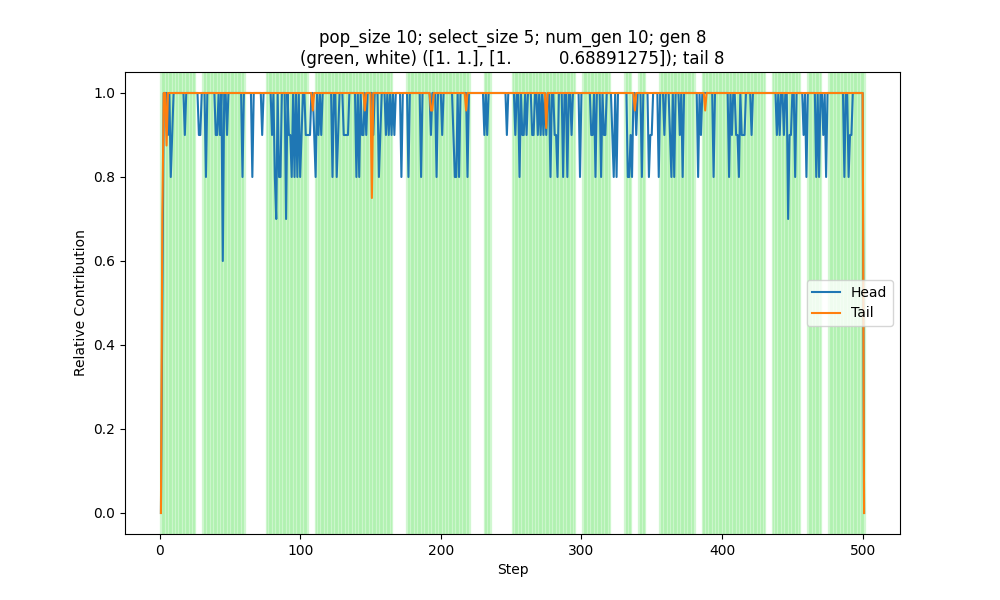 pop_size 10; select_size 5; num_gen 10; gen 8
(green, white) ([1. 1.], [1.          0.68891275]); tail 8
1.0
0.8
0.6
0.4
0.2
0.0
Relative Contribution
Head
Tail
0
100
200
300
400
500
Step